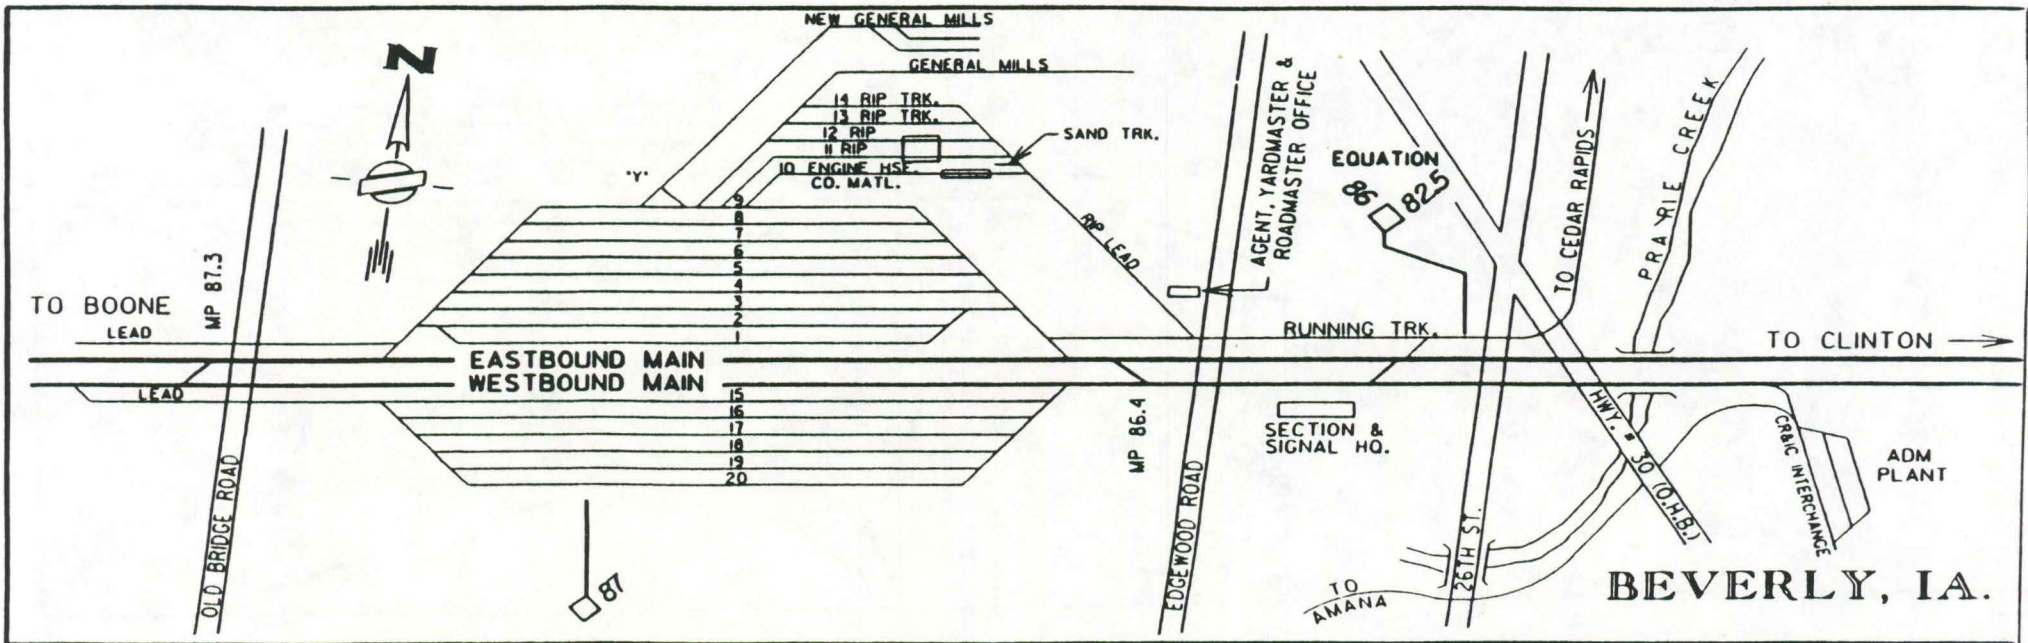 NEW GENERAL MILLS
GENERAL MILLS
14 RIP TRK.
13 RIP TRK.
12 RIP
11 RIP
10 ENGINE HSE.
CO. MATL.
SAND TRK.
N
"Y"
9
8
7
6
5
4
3
2
1
RIP LEAD
AGENT, YARDMASTER &
ROADMASTER OFFICE
EQUATION
86
82.5
TO CEDAR RAPIDS
PRAIRIE CREEK
TO BOONE
LEAD
MP 87.3
RUNNING TRK.
TO CLINTON
EASTBOUND MAIN
WESTBOUND MAIN
LEAD
15
16
17
18
19
20
MP 86.4
SECTION &
SIGNAL HQ.
HWY. # 30 (O.H.B.)
CR&IC INTERCHANGE
ADM
PLANT
OLD BRIDGE ROAD
87
EDGEWOOD ROAD
26TH ST.
TO
AMANA
BEVERLY, IA.